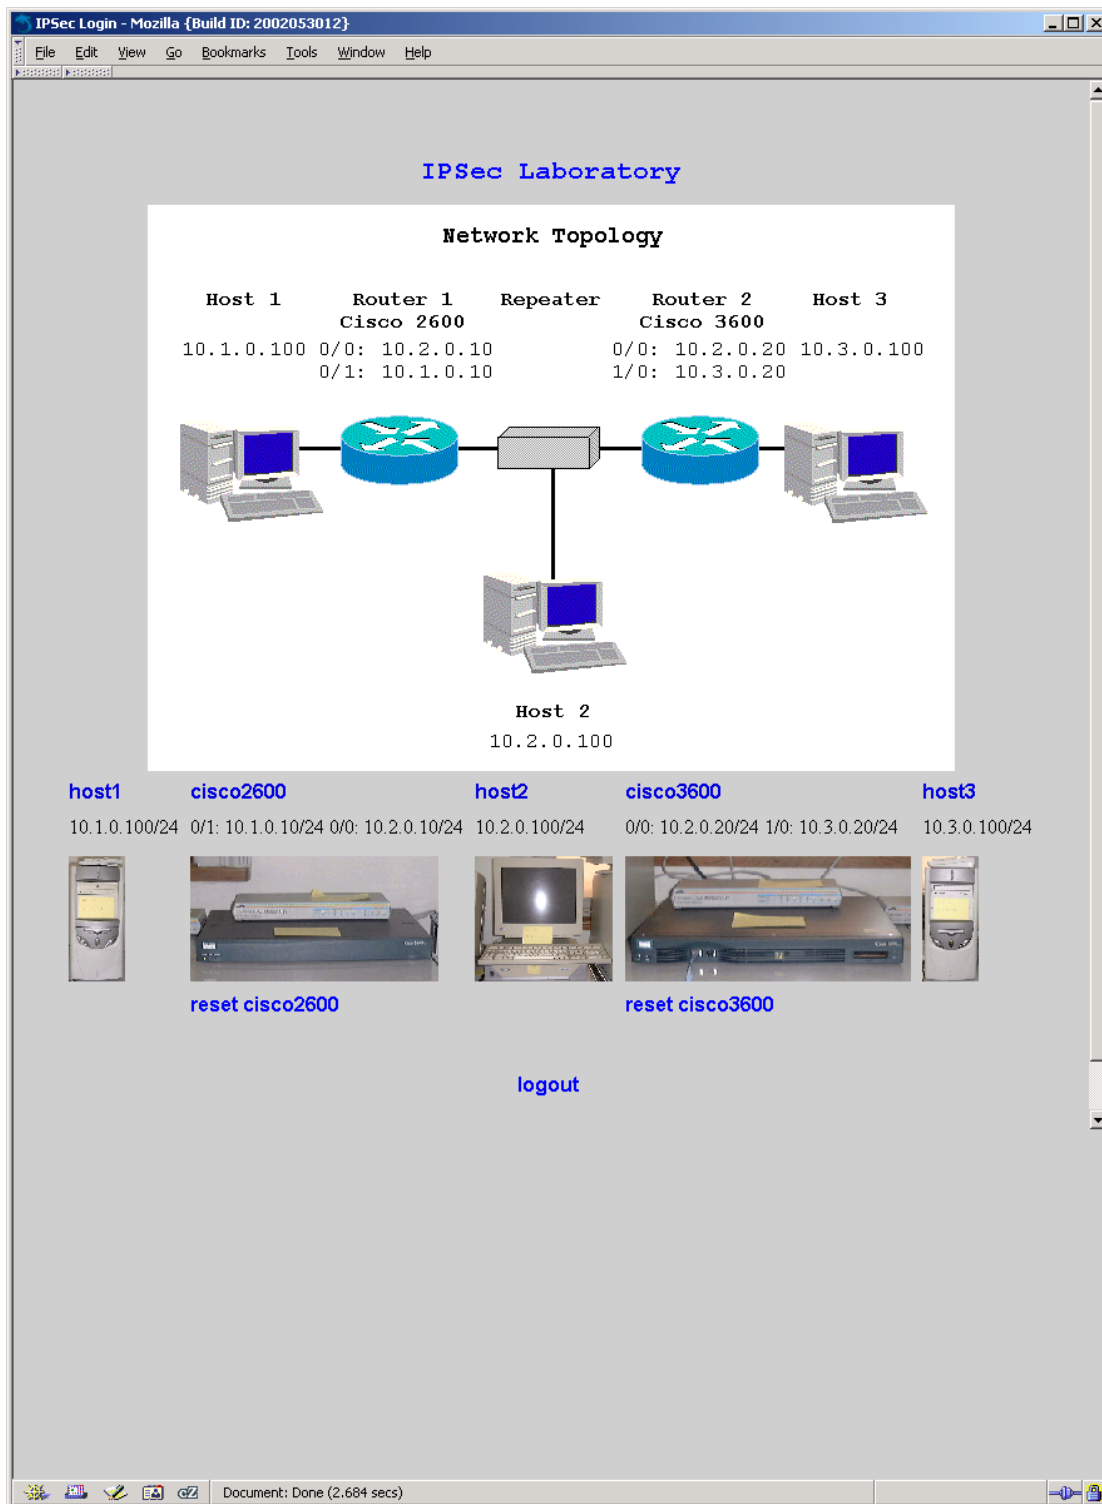 IPSec Login - Mozilla {Build ID: 2002053012}
File Edit View Go Bookmarks Tools Window Help
IPSec Laboratory
Network Topology
Host 1 Router 1 Repeater Router 2 Host 3
Cisco 2600 Cisco 3600
10.1.0.100 0/0: 10.2.0.10 0/0: 10.2.0.20 10.3.0.100
0/1: 10.1.0.10 1/0: 10.3.0.20
Host 2
10.2.0.100
host1 cisco2600 host2 cisco3600 host3
10.1.0.100/24 0/1: 10.1.0.10/24 0/0: 10.2.0.10/24 10.2.0.100/24 0/0: 10.2.0.20/24 1/0: 10.3.0.20/24 10.3.0.100/24
reset cisco2600 reset cisco3600
logout
Document: Done (2.684 secs)